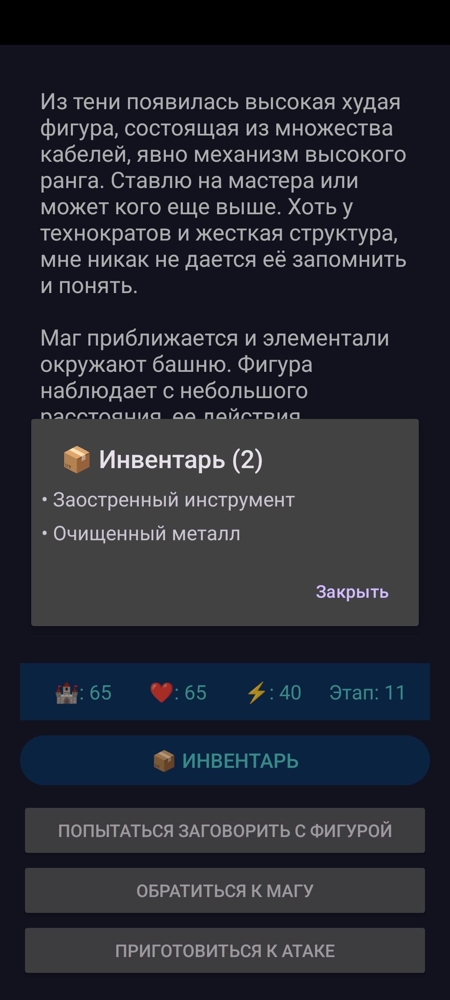 Из тени появилась высокая худая
фигура, состоящая из множества
кабелей, явно механизм высокого
ранга. Ставлю на мастера или
может кого еще выше. Хоть у
технократов и жесткая структура,
мне никак не дается её запомнить
и понять.
Маг приближается и элементали
окружают башню. Фигура
наблюдает с небольшого
расстояния, ее действия
📦 Инвентарь (2)
• Заостренный инструмент
• Очищенный металл
Закрыть
🏰: 65 ❤️: 65 ⚡: 40 Этап: 11
📦 ИНВЕНТАРЬ
ПОПЫТАТЬСЯ ЗАГОВОРИТЬ С ФИГУРОЙ
ОБРАТИТЬСЯ К МАГУ
ПРИГОТОВИТЬСЯ К АТАКЕ